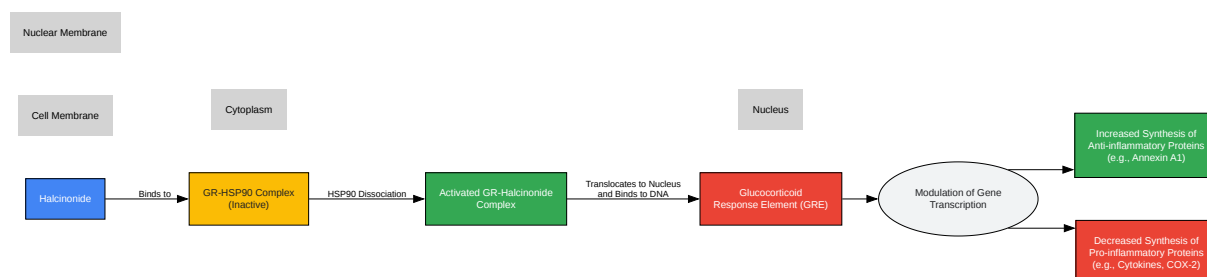 Nuclear Membrane
Cell Membrane
Cytoplasm
Nucleus
Halcinonide
Binds to
GR-HSP90 Complex
(Inactive)
HSP90 Dissociation
Activated GR-Halcinonide
Complex
Translocates to Nucleus
and Binds to DNA
Glucocorticoid
Response Element (GRE)
Modulation of Gene
Transcription
Increased Synthesis of
Anti-inflammatory Proteins
(e.g., Annexin A1)
Decreased Synthesis of
Pro-inflammatory Proteins
(e.g., Cytokines, COX-2)